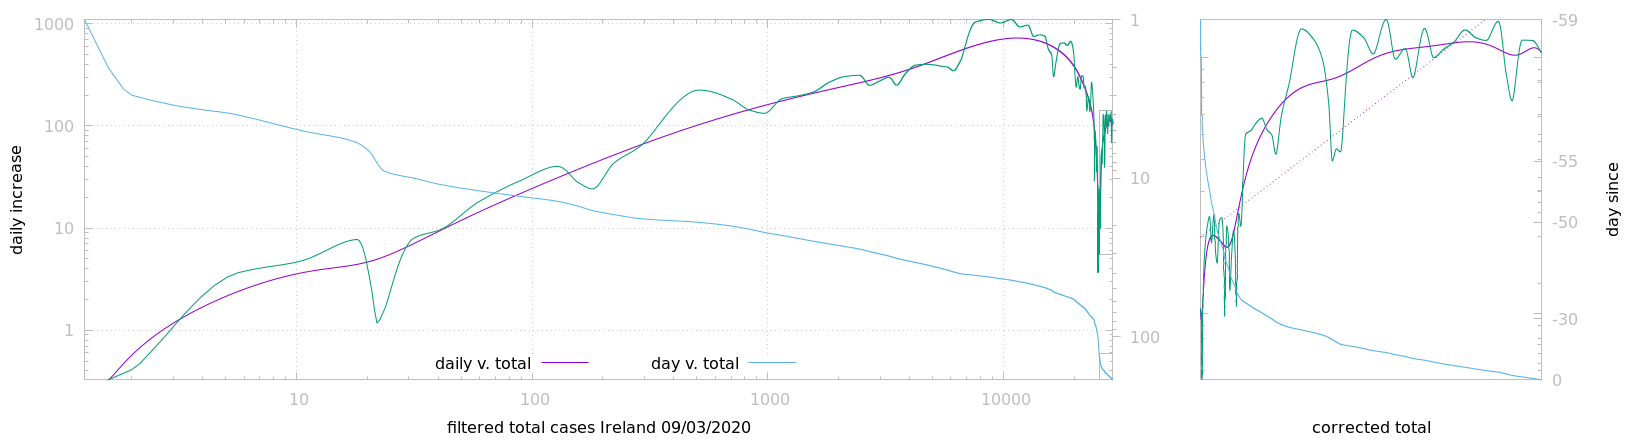 1000
100
10
1
daily increase
10
100
1000
10000
filtered total cases Ireland 09/03/2020
daily v. total
day v. total
1
10
100
-59
-55
-50
-30
0
day since
corrected total